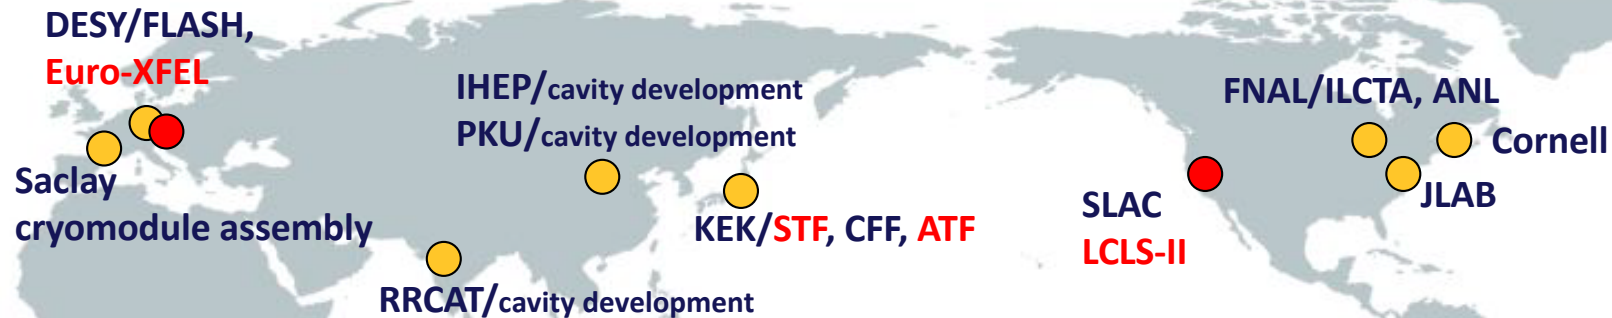 DESY/FLASH,
Euro-XFEL
Saclay
cryomodule assembly
IHEP/cavity development
PKU/cavity development
RRCAT/cavity development
KEK/STF, CFF, ATF
SLAC
LCLS-II
FNAL/ILCTA, ANL
Cornell
JLAB